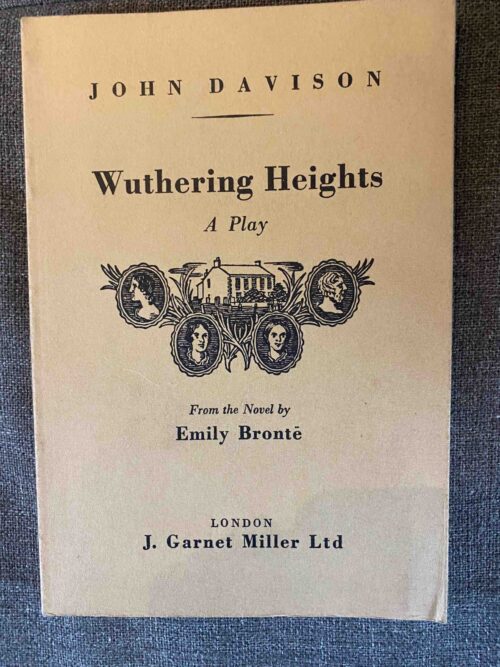 JOHN DAVISON
Wuthering Heights
A Play
From the Novel by
Emily Brontë
LONDON
J. Garnet Miller Ltd